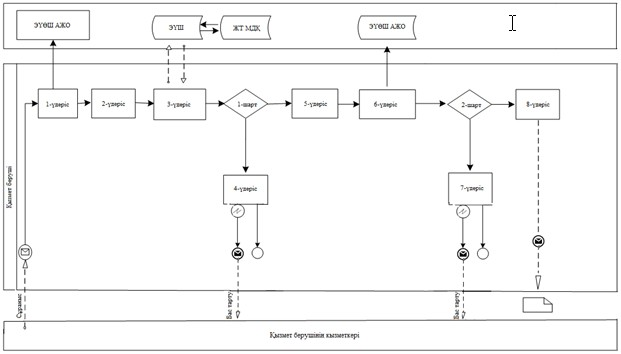 ЭҮӨШ АЖО
ЭҮШ
ЖТ МДҚ
ЭҮӨШ АЖО
1-үдеріс
2-үдеріс
3-үдеріс
1-шарт
5-үдеріс
6-үдеріс
2-шарт
8-үдеріс
4-үдеріс
7-үдеріс
Қызмет беруші
Сұраныс
Бас тарту
Бас тарту
Қызмет берушінің қызметкері